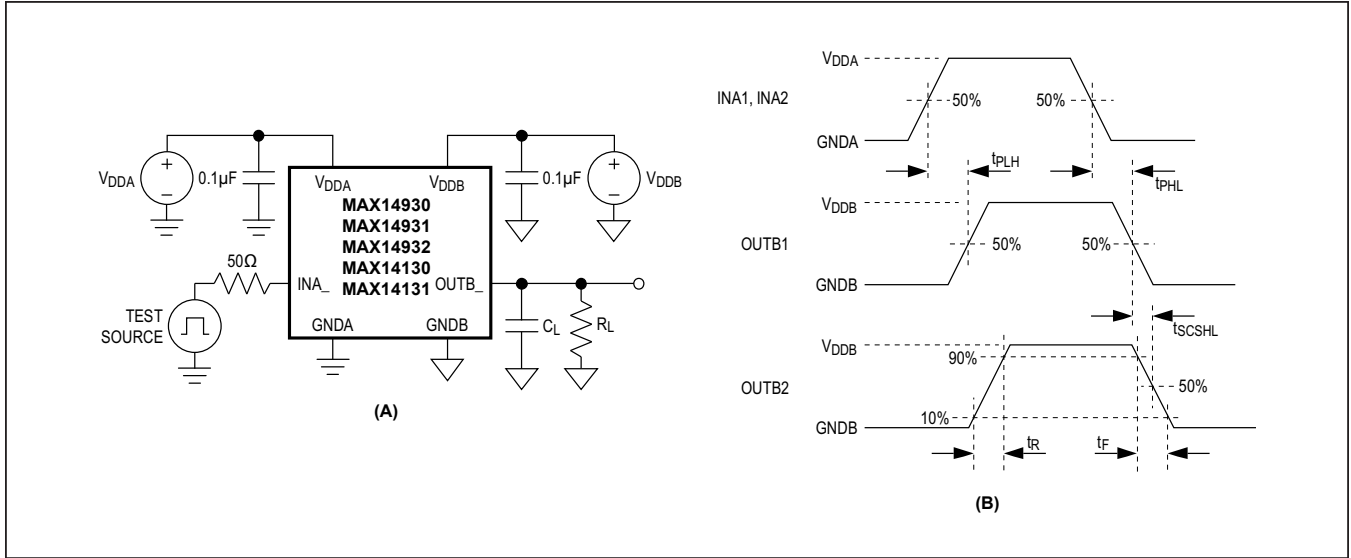 VDDA
0.1µF
VDDA
VDDB
0.1µF
VDDB
MAX14930
MAX14931
MAX14932
MAX14130
MAX14131
50Ω
INA_
OUTB_
TEST
SOURCE
GNDA
GNDB
CL
RL
(A)
VDDA
INA1, INA2
50%
50%
GNDA
tPLH
tPHL
VDDB
OUTB1
50%
50%
GNDB
tSCSHL
VDDB
90%
OUTB2
50%
10%
GNDB
tR
tF
(B)